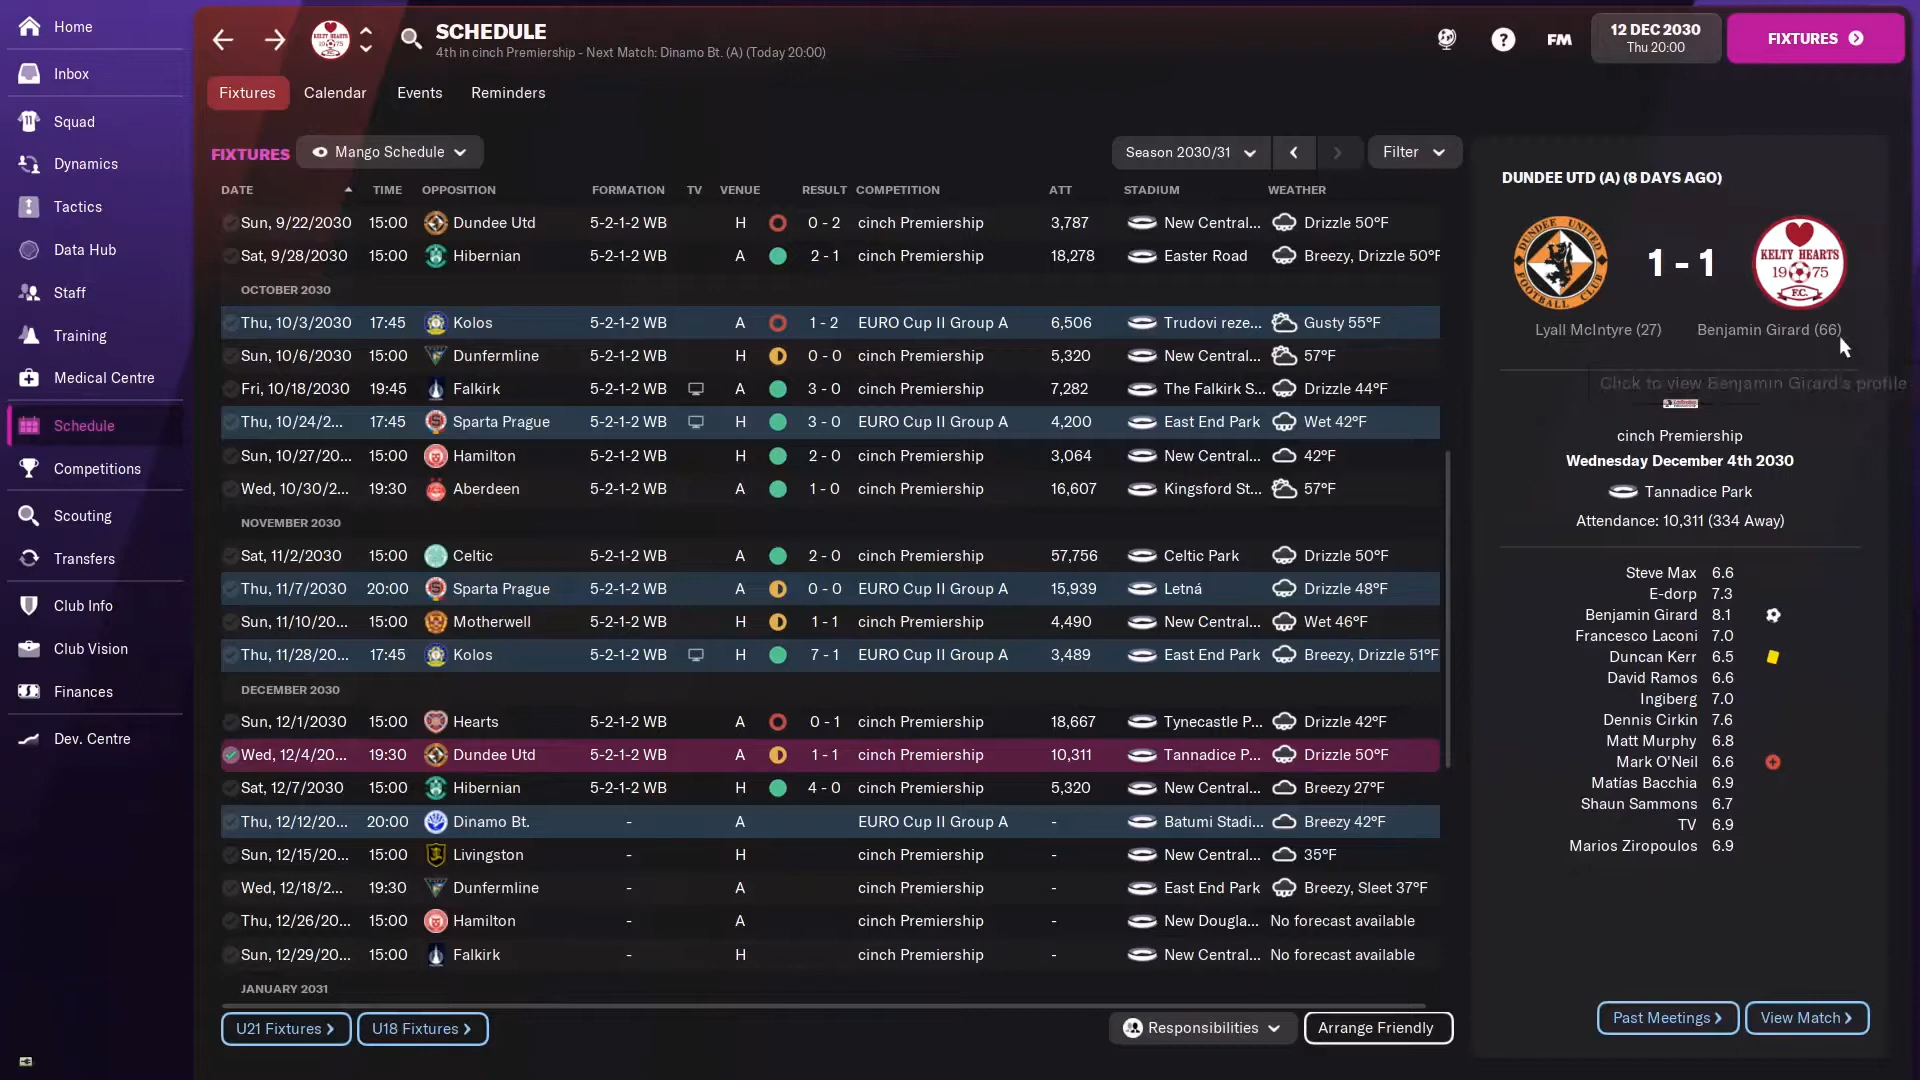 Home
Inbox
Squad
Dynamics
Tactics
Data Hub
Staff
Training
Medical Centre
Schedule
Competitions
Scouting
Transfers
Club Info
Club Vision
Finances
Dev. Centre
SCHEDULE
4th in cinch Premiership - Next Match: Dinamo Bt. (A) (Today 20:00)
? FM
12 DEC 2030
Thu 20:00
FIXTURES
Fixtures Calendar Events Reminders
FIXTURES Mango Schedule Season 2030/31 Filter
DATE TIME OPPOSITION FORMATION TV VENUE RESULT COMPETITION ATT STADIUM WEATHER
Sun, 9/22/2030 15:00 Dundee Utd 5-2-1-2 WB H 0 - 2 cinch Premiership 3,787 New Central... Drizzle 50°F
Sat, 9/28/2030 15:00 Hibernian 5-2-1-2 WB A 2 - 1 cinch Premiership 18,278 Easter Road Breezy, Drizzle 50°F
OCTOBER 2030
Thu, 10/3/2030 17:45 Kolos 5-2-1-2 WB A 1 - 2 EURO Cup II Group A 6,506 Trudovi reze... Gusty 55°F
Sun, 10/6/2030 15:00 Dunfermline 5-2-1-2 WB H 0 - 0 cinch Premiership 5,320 New Central... 57°F
Fri, 10/18/2030 19:45 Falkirk 5-2-1-2 WB A 3 - 0 cinch Premiership 7,282 The Falkirk S... Drizzle 44°F
Thu, 10/24/2... 17:45 Sparta Prague 5-2-1-2 WB H 3 - 0 EURO Cup II Group A 4,200 East End Park Wet 42°F
Sun, 10/27/20... 15:00 Hamilton 5-2-1-2 WB H 2 - 0 cinch Premiership 3,064 New Central... 42°F
Wed, 10/30/2... 19:30 Aberdeen 5-2-1-2 WB A 1 - 0 cinch Premiership 16,607 Kingsford St... 57°F
NOVEMBER 2030
Sat, 11/2/2030 15:00 Celtic 5-2-1-2 WB A 2 - 0 cinch Premiership 57,756 Celtic Park Drizzle 50°F
Thu, 11/7/2030 20:00 Sparta Prague 5-2-1-2 WB A 0 - 0 EURO Cup II Group A 15,939 Letná Drizzle 48°F
Sun, 11/10/20... 15:00 Motherwell 5-2-1-2 WB H 1 - 1 cinch Premiership 4,490 New Central... Wet 46°F
Thu, 11/28/20... 17:45 Kolos 5-2-1-2 WB H 7 - 1 EURO Cup II Group A 3,489 East End Park Breezy, Drizzle 51°F
DECEMBER 2030
Sun, 12/1/2030 15:00 Hearts 5-2-1-2 WB A 0 - 1 cinch Premiership 18,667 Tynecastle P... Drizzle 42°F
Wed, 12/4/20... 19:30 Dundee Utd 5-2-1-2 WB A 1 - 1 cinch Premiership 10,311 Tannadice P... Drizzle 50°F
Sat, 12/7/2030 15:00 Hibernian 5-2-1-2 WB H 4 - 0 cinch Premiership 5,320 New Central... Breezy 27°F
Thu, 12/12/20... 20:00 Dinamo Bt. - A EURO Cup II Group A - Batumi Stadi... Breezy 42°F
Sun, 12/15/20... 15:00 Livingston - H cinch Premiership - New Central... 35°F
Wed, 12/18/2... 19:30 Dunfermline - A cinch Premiership - East End Park Breezy, Sleet 37°F
Thu, 12/26/20... 15:00 Hamilton - A cinch Premiership - New Dougla... No forecast available
Sun, 12/29/20... 15:00 Falkirk - H cinch Premiership - New Central... No forecast available
JANUARY 2031
U21 Fixtures U18 Fixtures Responsibilities Arrange Friendly
DUNDEE UTD (A) (8 DAYS AGO)
DUNDEE UNITED
FOOTBALL CLUB
1 - 1
KELTY HEARTS
1975
F.C.
Lyall McIntyre (27) Benjamin Girard (66)
Click to view Benjamin Girard's profile
cinch Premiership
Wednesday December 4th 2030
Tannadice Park
Attendance: 10,311 (334 Away)
Steve Max 6.6
E-dorp 7.3
Benjamin Girard 8.1
Francesco Laconi 7.0
Duncan Kerr 6.5
David Ramos 6.6
Ingiberg 7.0
Dennis Cirkin 7.6
Matt Murphy 6.8
Mark O'Neil 6.6
Matías Bacchia 6.9
Shaun Sammons 6.7
TV 6.9
Marios Ziropoulos 6.9
Past Meetings View Match